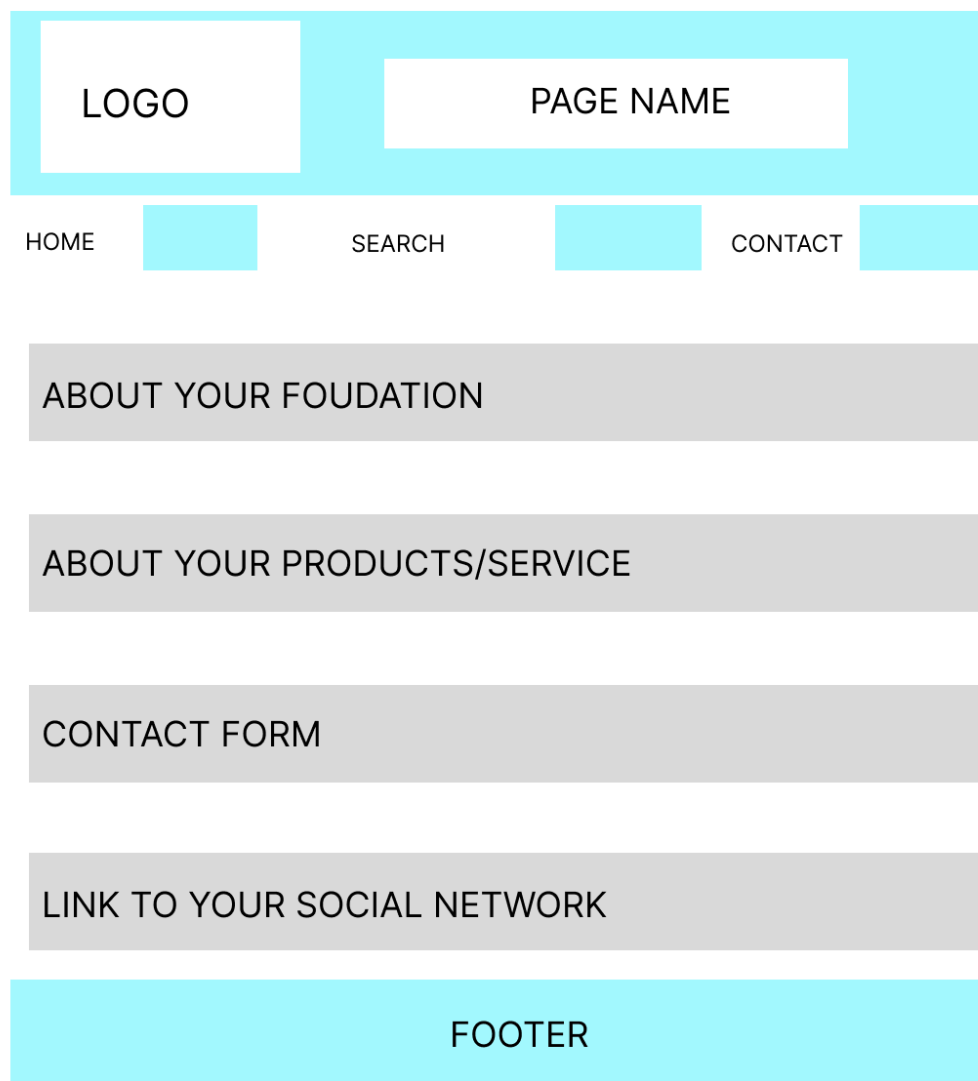 LOGO
PAGE NAME
HOME
SEARCH
CONTACT
ABOUT YOUR FOUDATION
ABOUT YOUR PRODUCTS/SERVICE
CONTACT FORM
LINK TO YOUR SOCIAL NETWORK
FOOTER